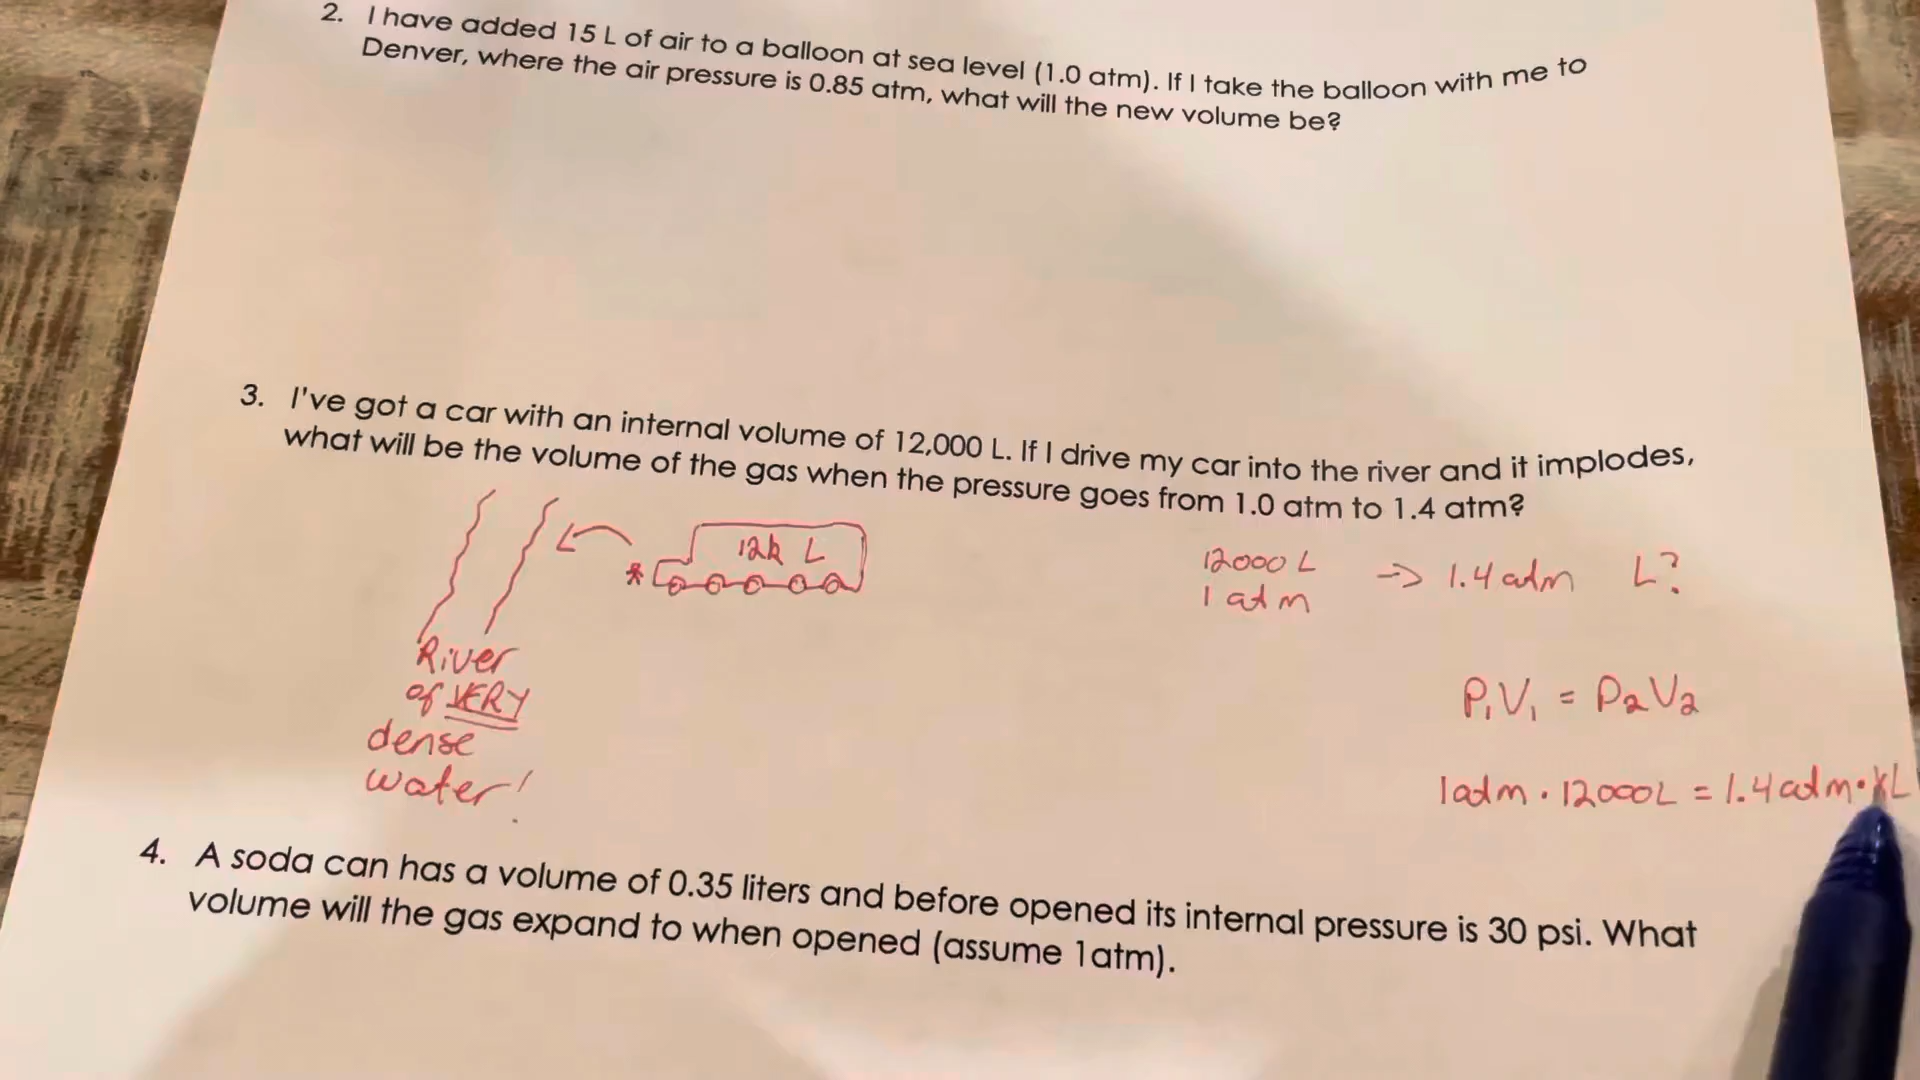 2. I have added 15 L of air to a balloon at sea level (1.0 atm). If I take the balloon with me to
Denver, where the air pressure is 0.85 atm, what will the new volume be?
3. I've got a car with an internal volume of 12,000 L. If I drive my car into the river and it implodes,
what will be the volume of the gas when the pressure goes from 1.0 atm to 1.4 atm?
12k L
12000 L → 1.4 atm L?
1 atm
River
of VERY
dense
water!
P₁V₁ = P₂V₂
1atm · 12000L = 1.4atm · xL
4. A soda can has a volume of 0.35 liters and before opened its internal pressure is 30 psi. What
volume will the gas expand to when opened (assume 1atm).